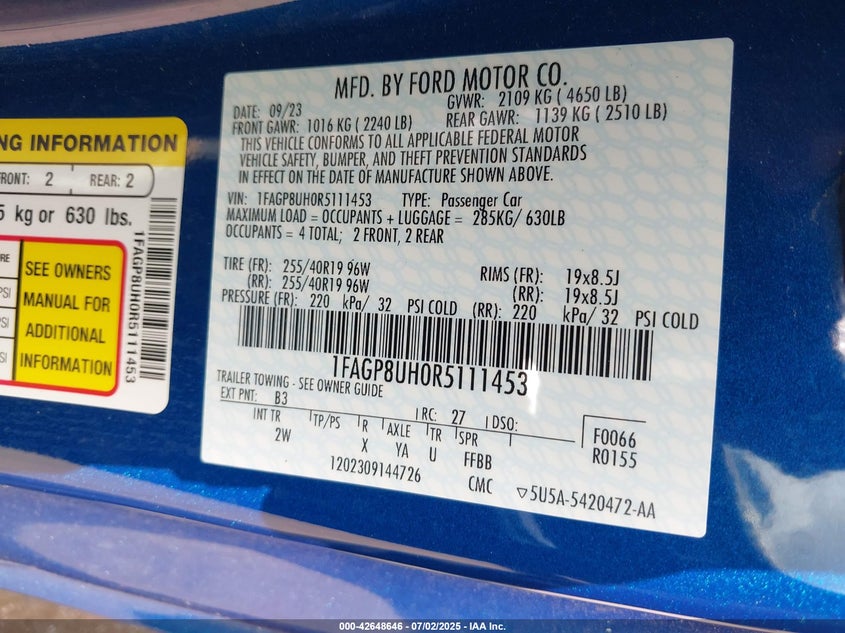 NG INFORMATION
FRONT: 2 REAR: 2
5 kg or 630 lbs.
SEE OWNERS
MANUAL FOR
ADDITIONAL
INFORMATION
PSI
PSI
SI
1FAGP8UH0R5111453
MFD. BY FORD MOTOR CO.
DATE: 09/23 GVWR: 2109 KG ( 4650 LB)
FRONT GAWR: 1016 KG ( 2240 LB) REAR GAWR: 1139 KG ( 2510 LB)
THIS VEHICLE CONFORMS TO ALL APPLICABLE FEDERAL MOTOR
VEHICLE SAFETY, BUMPER, AND THEFT PREVENTION STANDARDS
IN EFFECT ON THE DATE OF MANUFACTURE SHOWN ABOVE.
VIN: 1FAGP8UH0R5111453 TYPE: Passenger Car
MAXIMUM LOAD = OCCUPANTS + LUGGAGE = 285KG/ 630LB
OCCUPANTS = 4 TOTAL; 2 FRONT, 2 REAR
TIRE (FR): 255/40R19 96W RIMS (FR): 19x8.5J
(RR): 255/40R19 96W (RR): 19x8.5J
PRESSURE (FR): 220 kPa/ 32 PSI COLD (RR): 220 kPa/ 32 PSI COLD
1FAGP8UH0R5111453
TRAILER TOWING - SEE OWNER GUIDE
EXT PNT: B3 RC: 27 DSO:
INT TR TP/PS R AXLE TR SPR F0066
2W X YA U FFBB R0155
1202309144726 CMC ▽5U5A-5420472-AA
000-42648646 - 07/02/2025 - IAA Inc.